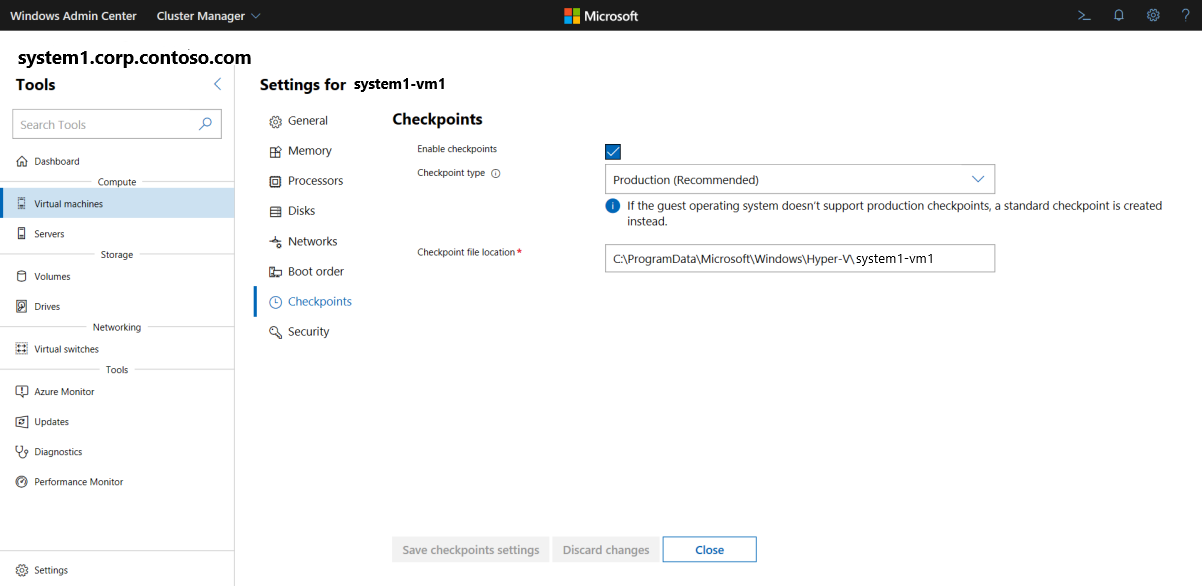 Windows Admin Center Cluster Manager Microsoft
system1.corp.contoso.com
Tools
Search Tools
Dashboard
Compute
Virtual machines
Servers
Storage
Volumes
Drives
Networking
Virtual switches
Tools
Azure Monitor
Updates
Diagnostics
Performance Monitor
Settings
Settings for system1-vm1
General
Memory
Processors
Disks
Networks
Boot order
Checkpoints
Security
Checkpoints
Enable checkpoints
Checkpoint type
Production (Recommended)
If the guest operating system doesn't support production checkpoints, a standard checkpoint is created
instead.
Checkpoint file location *
C:\ProgramData\Microsoft\Windows\Hyper-V\system1-vm1
Save checkpoints settings Discard changes Close